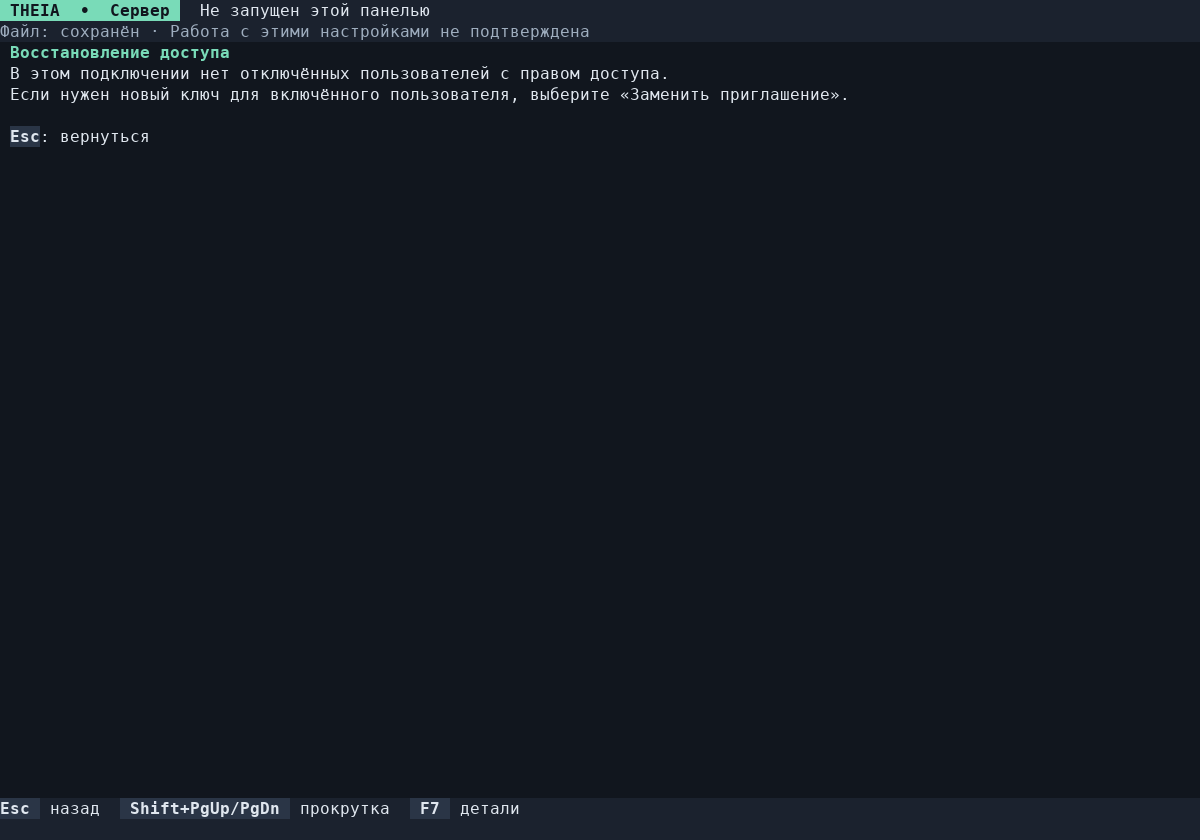 THEIA • Сервер Не запущен этой панелью
Файл: сохранён · Работа с этими настройками не подтверждена
Восстановление доступа
В этом подключении нет отключённых пользователей с правом доступа.
Если нужен новый ключ для включённого пользователя, выберите «Заменить приглашение».
Esc: вернуться
Esc назад Shift+PgUp/PgDn прокрутка F7 детали